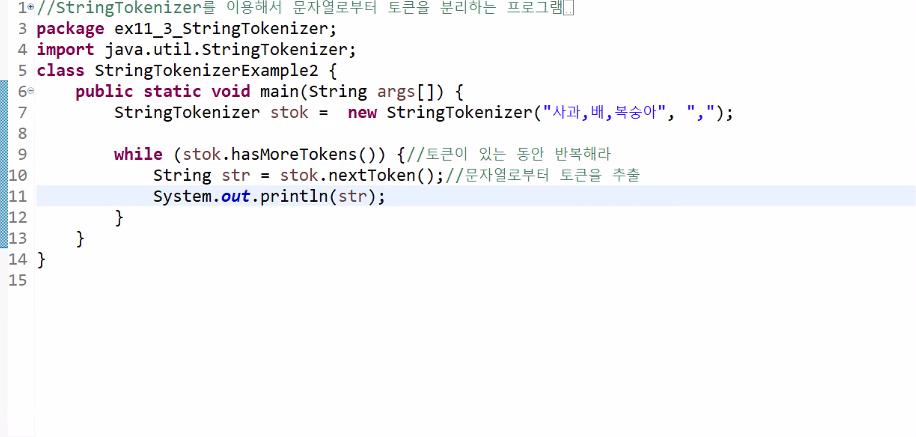 1 //StringTokenizer를 이용해서 문자열로부터 토큰을 분리하는 프로그램
3 package ex11_3_StringTokenizer;
4 import java.util.StringTokenizer;
5 class StringTokenizerExample2 {
6     public static void main(String args[]) {
7         StringTokenizer stok =  new StringTokenizer("사과,배,복숭아", ",");
8
9         while (stok.hasMoreTokens()) {//토큰이 있는 동안 반복해라
10             String str = stok.nextToken();//문자열로부터 토큰을 추출
11             System.out.println(str);
12         }
13     }
14 }
15